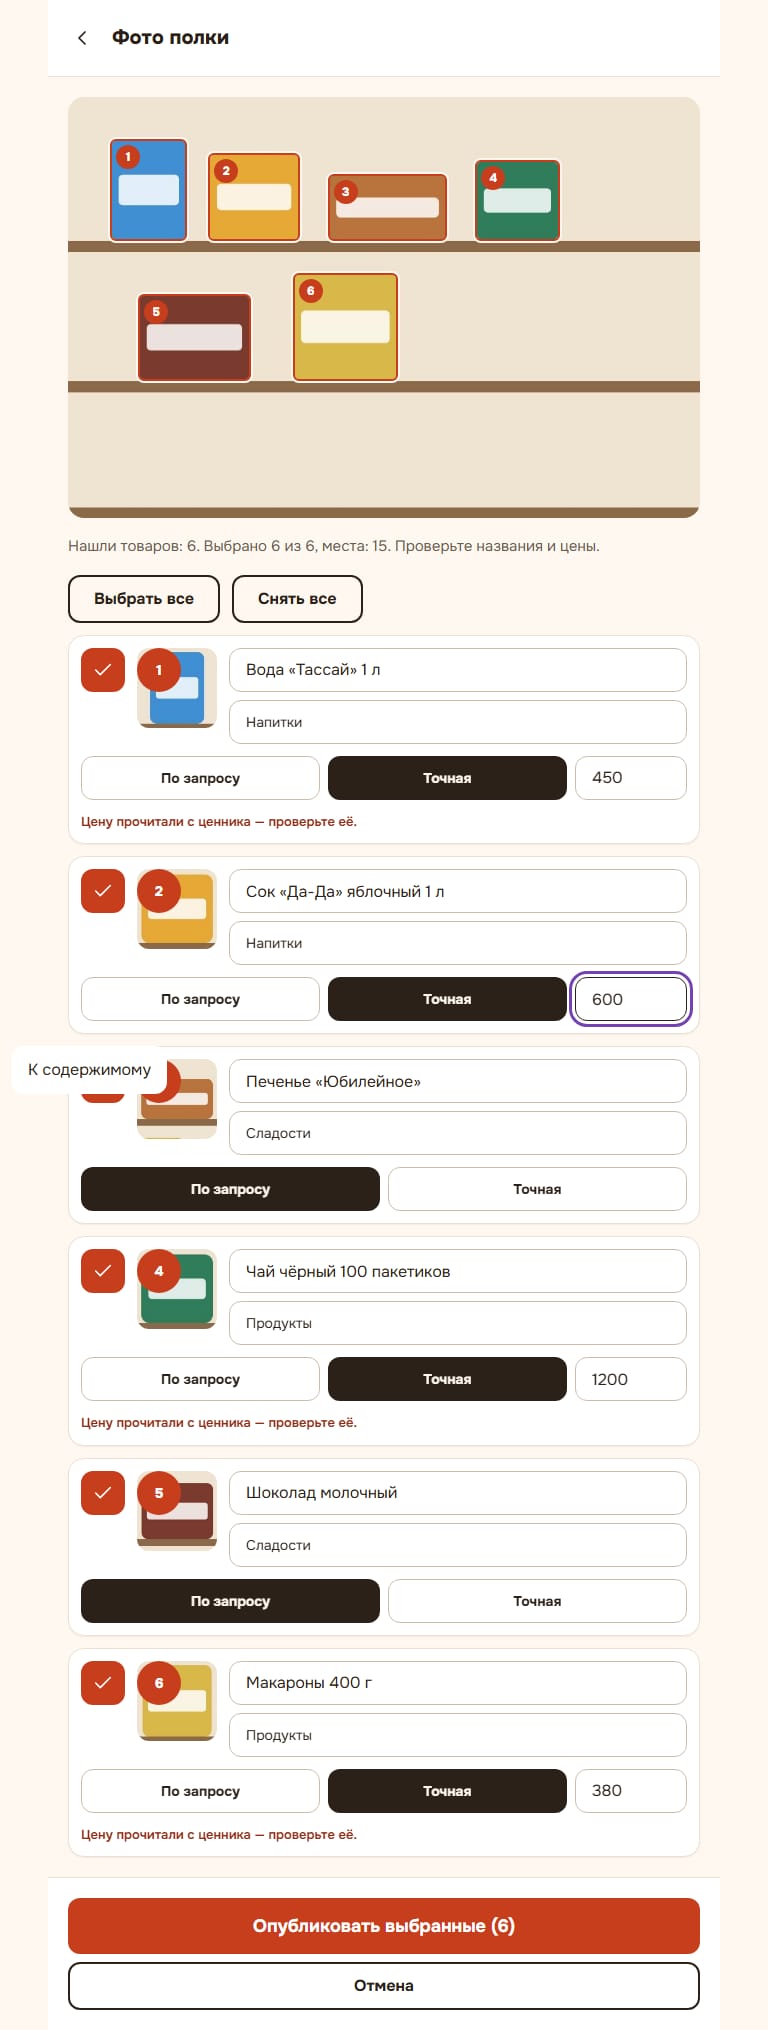 Фото полки
1
2
3
4
5
6
Нашли товаров: 6. Выбрано 6 из 6, места: 15. Проверьте названия и цены.
Выбрать все
Снять все
1
Вода «Тассай» 1 л
Напитки
По запросу
Точная
450
Цену прочитали с ценника — проверьте её.
2
Сок «Да-Да» яблочный 1 л
Напитки
По запросу
Точная
600
К содержимому
Печенье «Юбилейное»
Сладости
По запросу
Точная
4
Чай чёрный 100 пакетиков
Продукты
По запросу
Точная
1200
Цену прочитали с ценника — проверьте её.
5
Шоколад молочный
Сладости
По запросу
Точная
6
Макароны 400 г
Продукты
По запросу
Точная
380
Цену прочитали с ценника — проверьте её.
Опубликовать выбранные (6)
Отмена